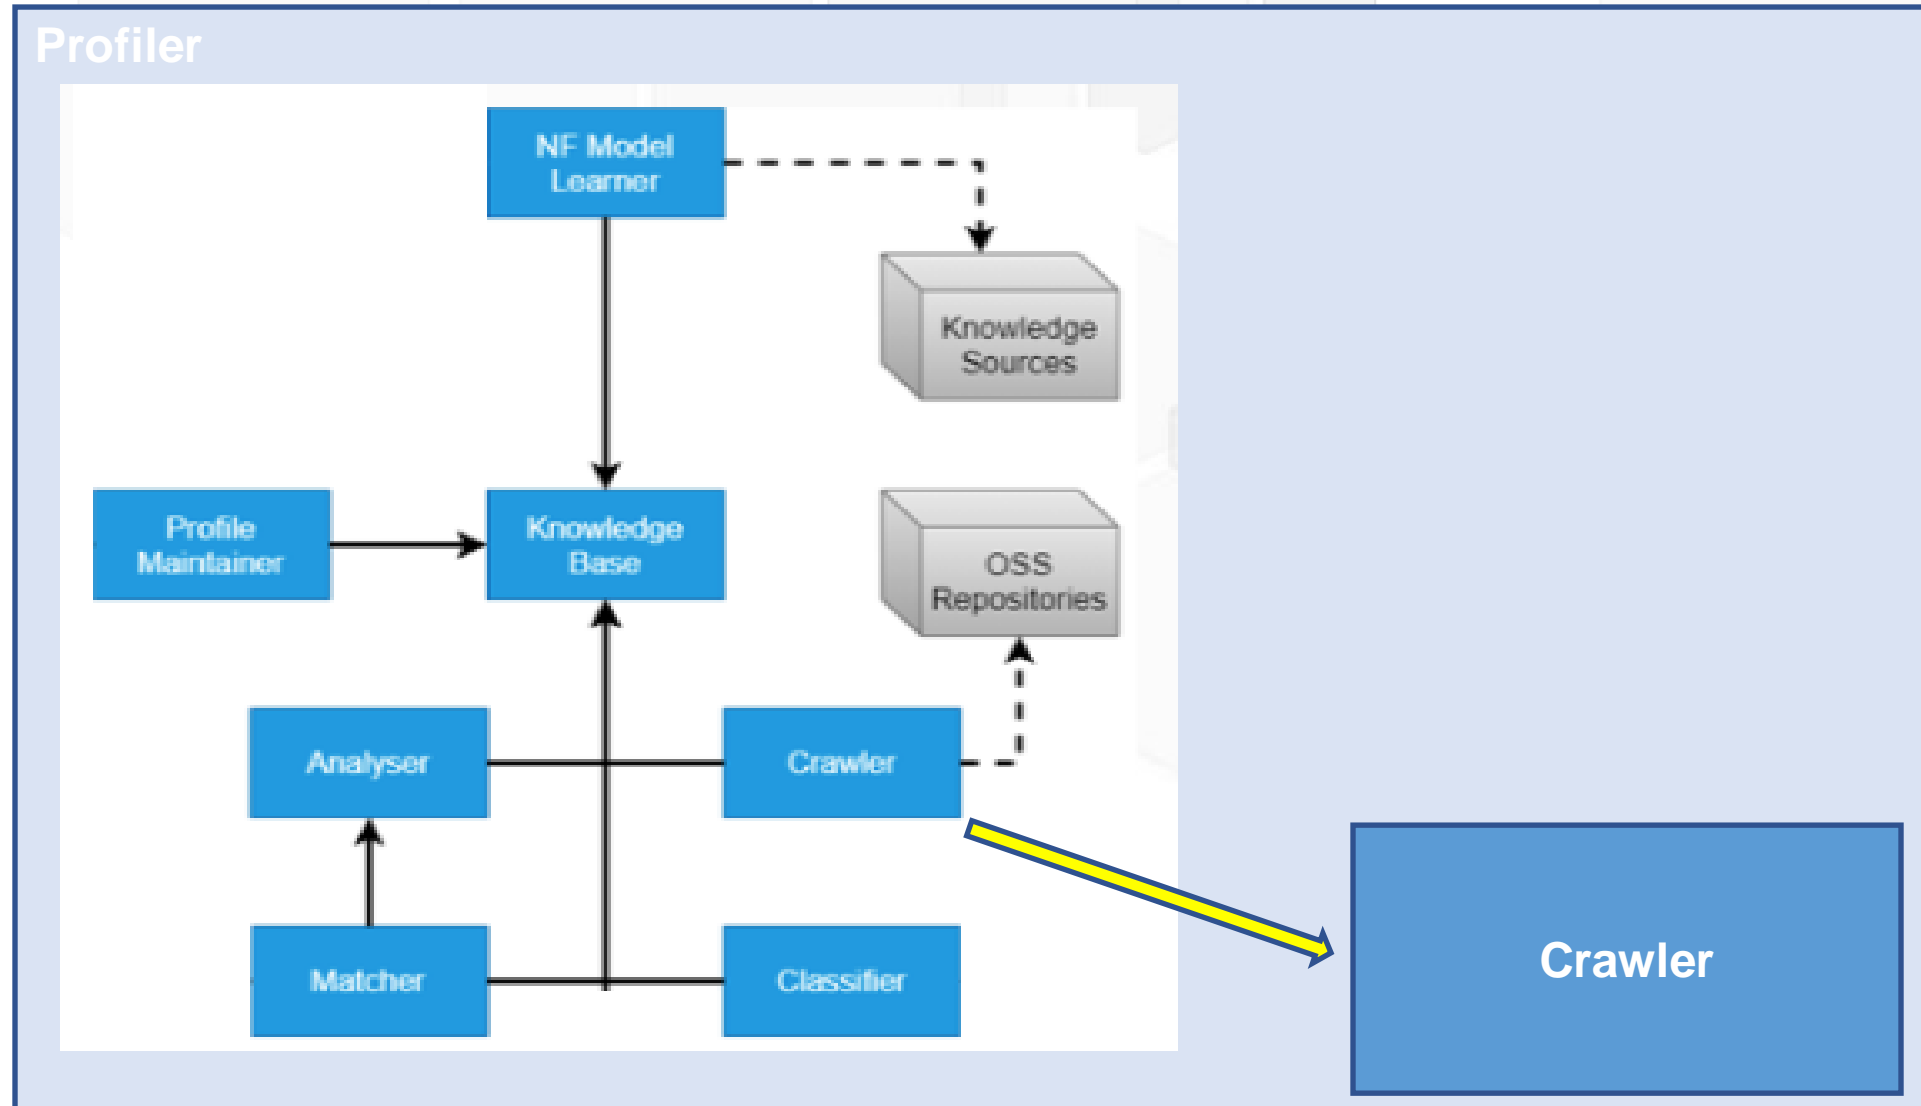 Profiler
NF Model
Learner
Knowledge
Sources
Profile
Maintainer
Knowledge
Base
OSS
Repositories
Analyser
Crawler
Matcher
Classifier
Crawler